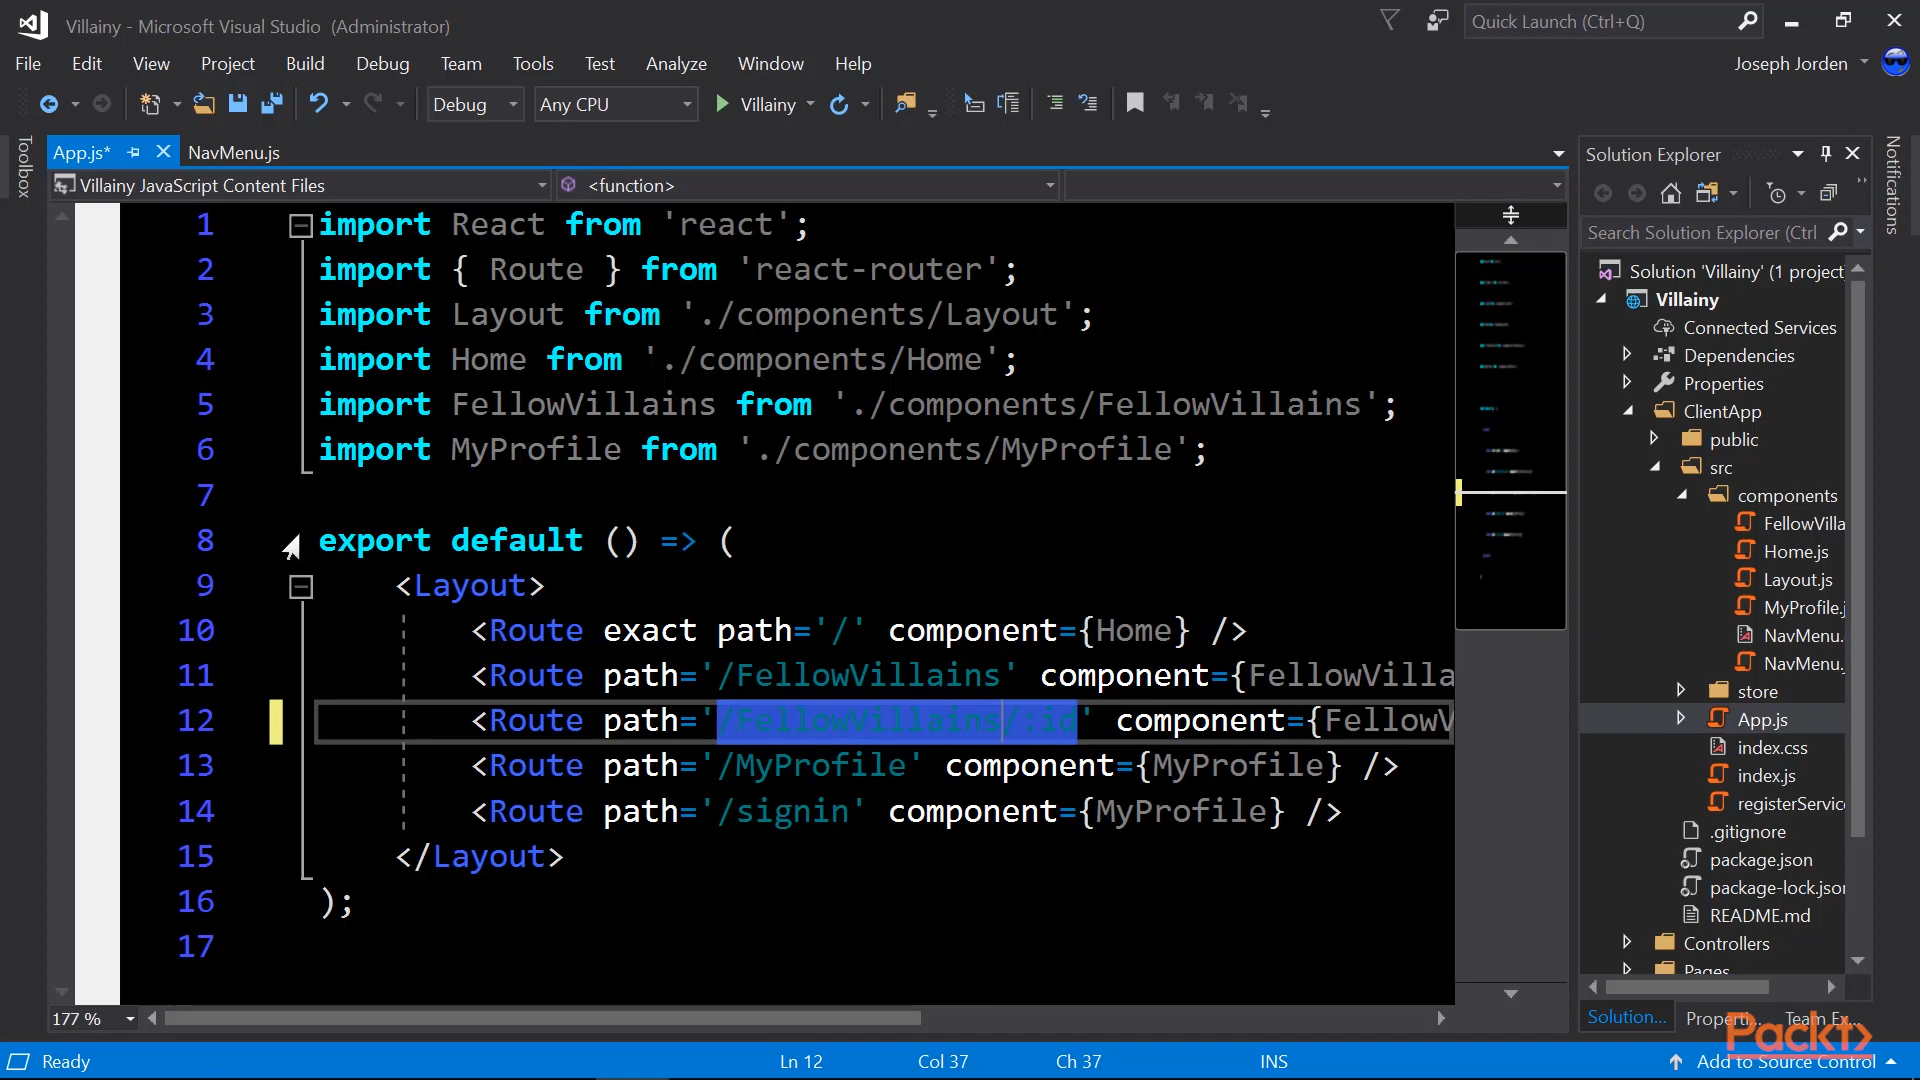 Villainy - Microsoft Visual Studio (Administrator)
Quick Launch (Ctrl+Q)
File Edit View Project Build Debug Team Tools Test Analyze Window Help
Joseph Jorden
Debug Any CPU Villainy
Toolbox
App.js* NavMenu.js
Villainy JavaScript Content Files <function>
1 import React from 'react';
2 import { Route } from 'react-router';
3 import Layout from './components/Layout';
4 import Home from './components/Home';
5 import FellowVillains from './components/FellowVillains';
6 import MyProfile from './components/MyProfile';
7
8 export default () => (
9 <Layout>
10 <Route exact path='/' component={Home} />
11 <Route path='/FellowVillains' component={FellowVilla
12 <Route path='/FellowVillains/:id' component={FellowV
13 <Route path='/MyProfile' component={MyProfile} />
14 <Route path='/signin' component={MyProfile} />
15 </Layout>
16 );
17
177 %
Solution Explorer
Search Solution Explorer (Ctrl
Solution 'Villainy' (1 project
Villainy
Connected Services
Dependencies
Properties
ClientApp
public
src
components
FellowVilla
Home.js
Layout.js
MyProfile.j
NavMenu.
NavMenu.
store
App.js
index.css
index.js
registerService
.gitignore
package.json
package-lock.json
README.md
Controllers
Pages
Solution... Properti... Team Ex...
Notifications
Packt>
Ready Ln 12 Col 37 Ch 37 INS Add to Source Control